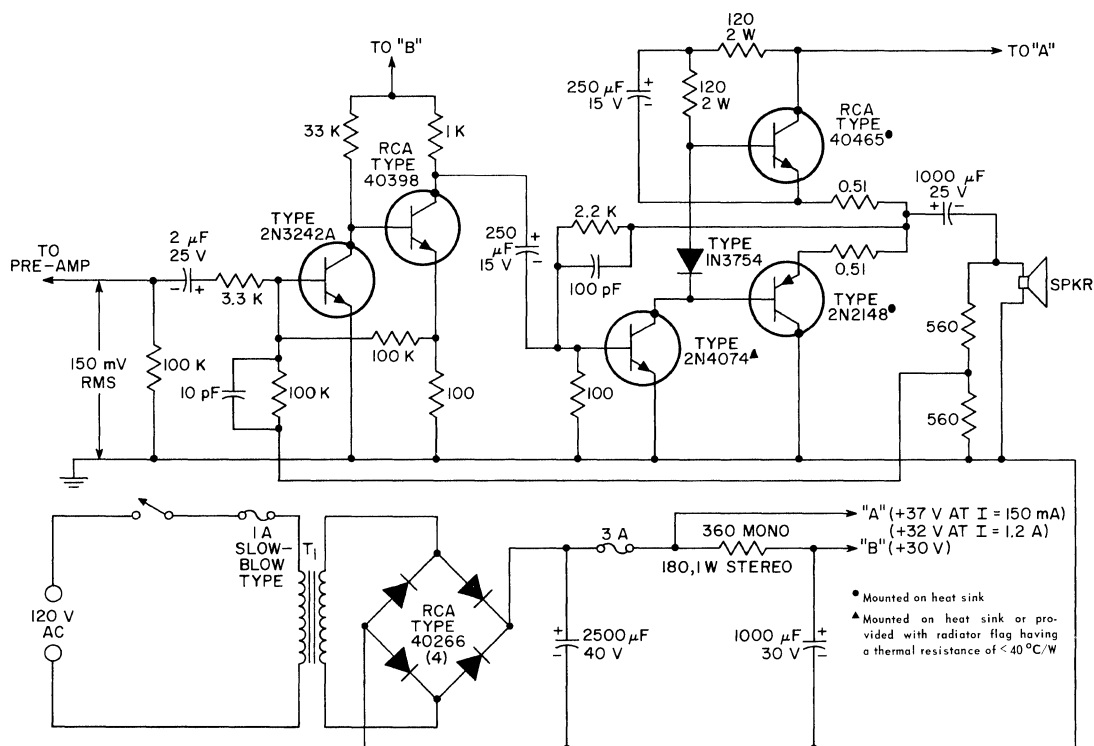 120
2 W
TO "B"
TO "A"
250 μF
15 V
+
−
120
2 W
33 K
1K
RCA
TYPE
40398
RCA
TYPE
40465●
1000 μF
25 V
+
−
0.51
TYPE
2N3242A
2.2 K
250
μF
15 V
+
−
TO
PRE-AMP
2 μF
25 V
−
+
3.3 K
TYPE
1N3754
0.51
100 pF
SPKR
TYPE
2N2148●
560
TYPE
2N4074▲
100 K
150 mV
RMS
100 K
10 pF
100 K
100
100
560
1 A
SLOW-
BLOW
TYPE
T1
3 A
360 MONO
180,1W STEREO
"A" (+37 V AT I = 150 mA)
(+32 V AT I = 1.2 A)
"B" (+30 V)
120 V
AC
RCA
TYPE
40266
(4)
2500 μF
40 V
+
−
1000 μF
30 V
+
−
● Mounted on heat sink
▲ Mounted on heat sink or pro-
vided with radiator flag having
a thermal resistance of <40°C/W